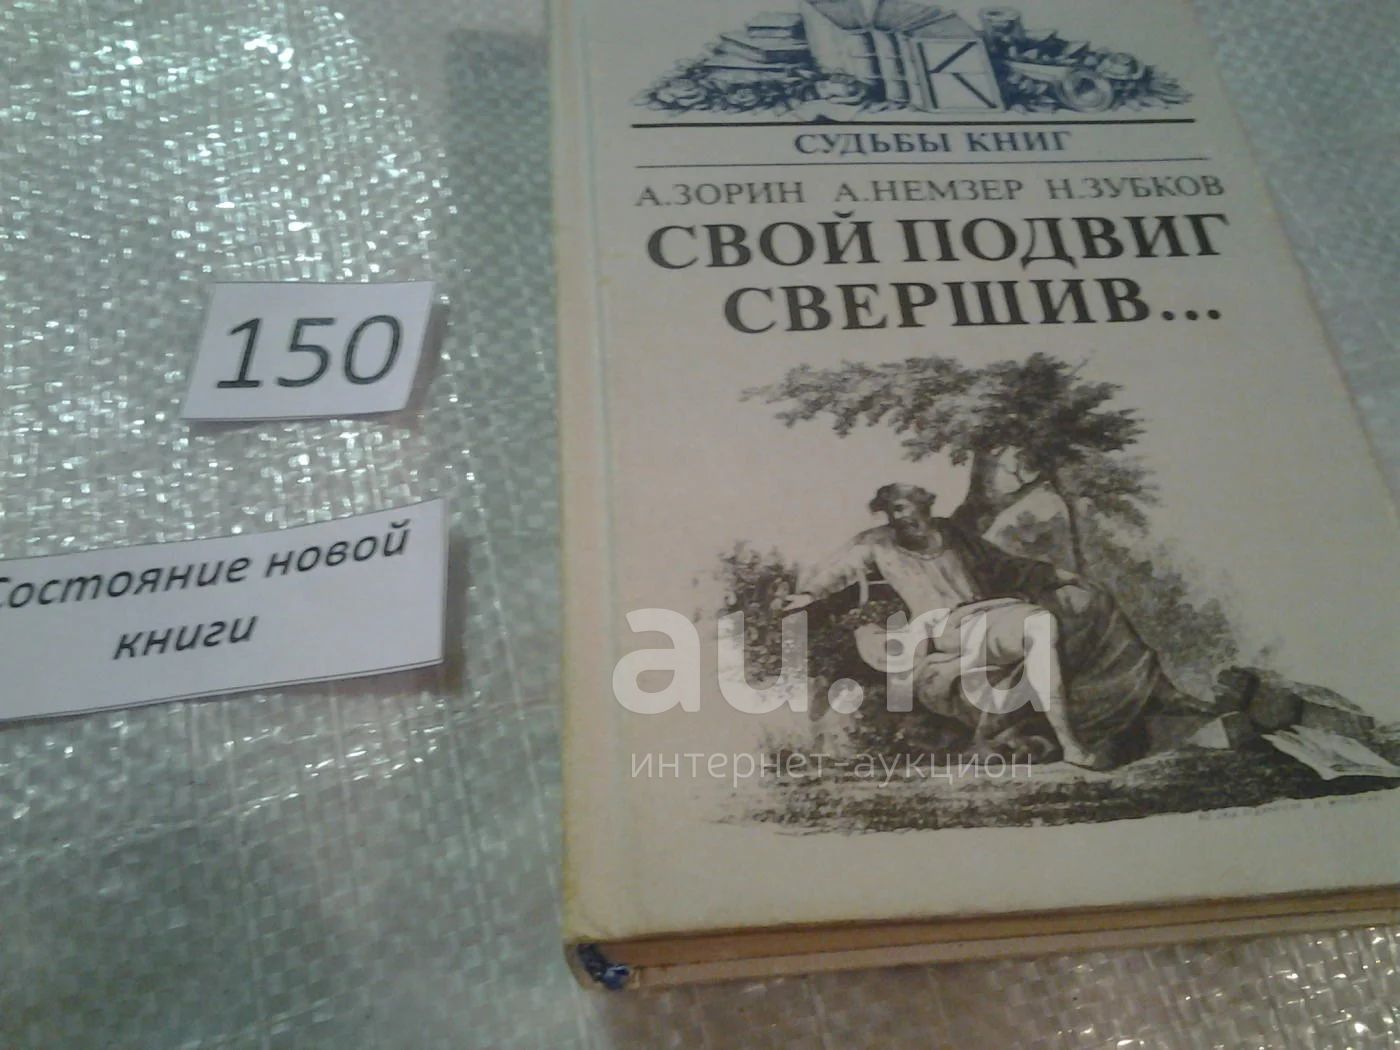 К
СУДЬБЫ КНИГ
А.ЗОРИН А.НЕМЗЕР Н.ЗУБКОВ
СВОЙ ПОДВИГ
СВЕРШИВ...
150
Состояние новой
книги
au.ru
интернет-аукцион